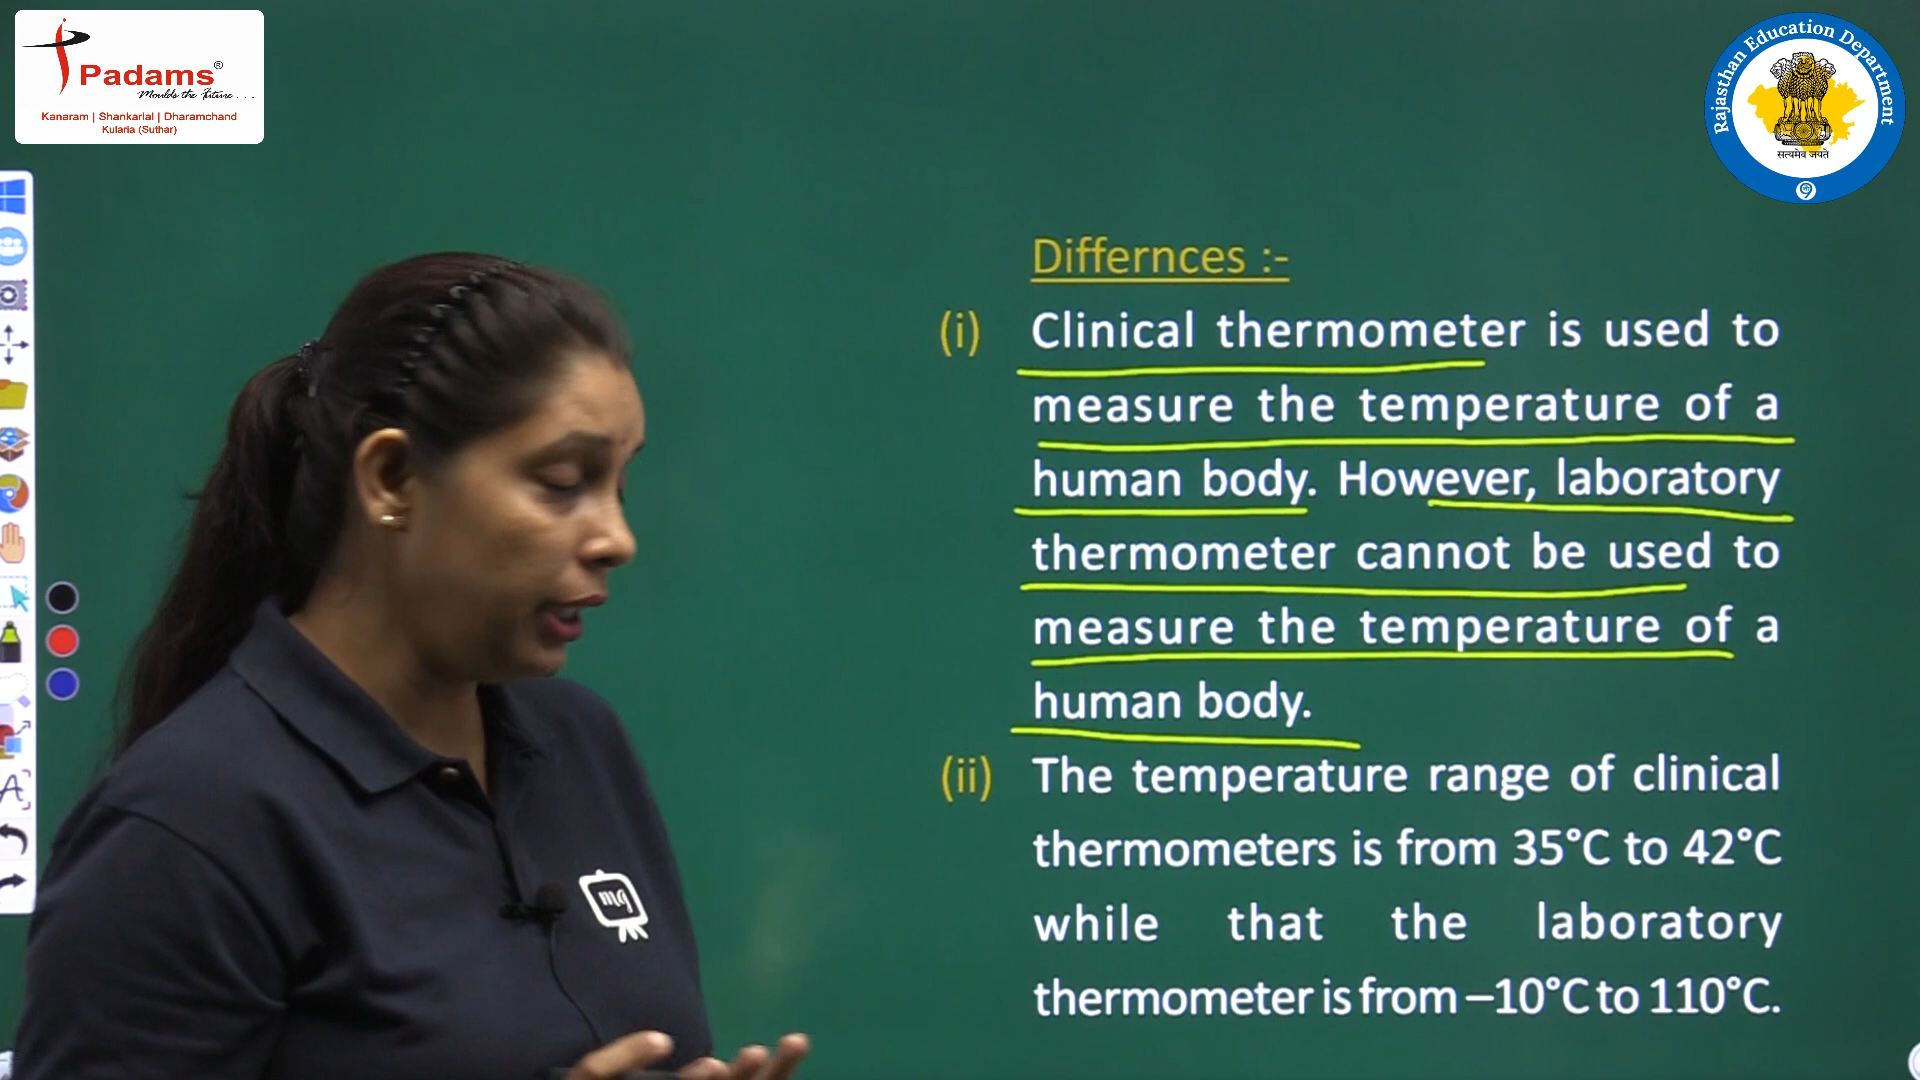 Padams®
Moulds the Future . . .
Kanaram | Shankarlal | Dharamchand
Kularia (Suthar)
Rajasthan Education Department
सत्यमेव जयते
Differnces :-
(i) Clinical thermometer is used to
measure the temperature of a
human body. However, laboratory
thermometer cannot be used to
measure the temperature of a
human body.
(ii) The temperature range of clinical
thermometers is from 35°C to 42°C
while that the laboratory
thermometer is from –10°C to 110°C.
mg
A